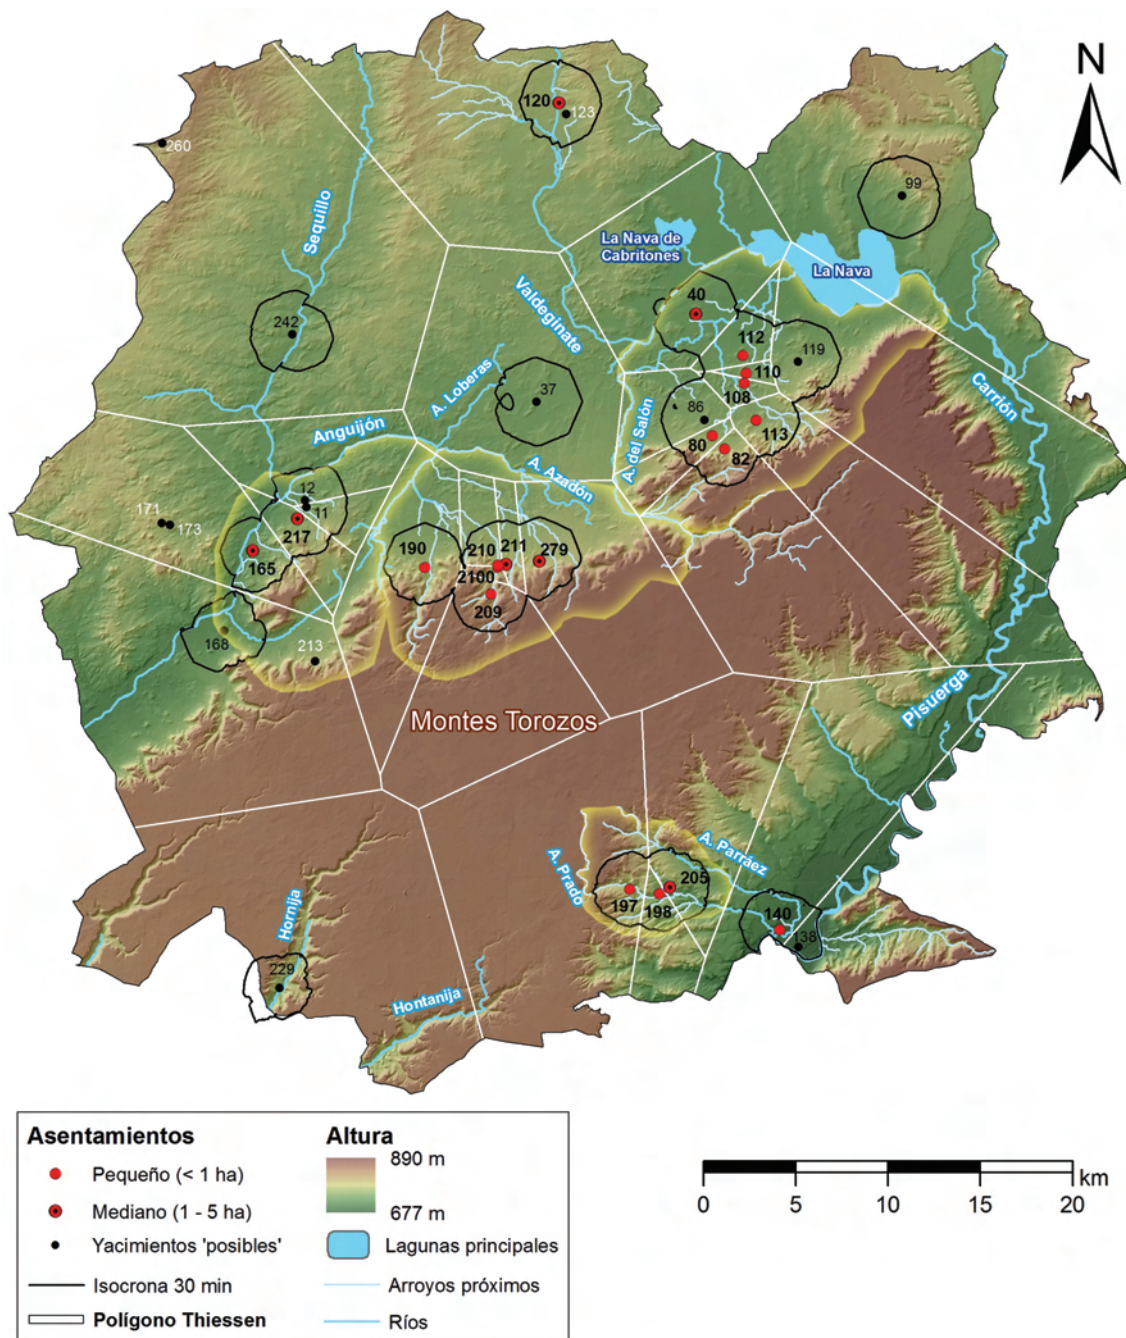 N
120
123
260
99
Sequillo
La Nava de
Cabritones
La Nava
Valdeginate
40
242
112
119
110
A. Loberas
37
108
86
Carrión
Anguijón
A. del Salón
113
80
82
A. Azadón
12
11
171
173
217
165
190
210
211
279
2100
209
168
213
Montes Torozos
Pisuerga
A. Prado
A. Parráez
205
197
198
140
138
Hornija
229
Hontanija
Asentamientos
Pequeño (< 1 ha)
Mediano (1 - 5 ha)
Yacimientos 'posibles'
Isocrona 30 min
Polígono Thiessen
Altura
890 m
677 m
Lagunas principales
Arroyos próximos
Ríos
km
0 5 10 15 20